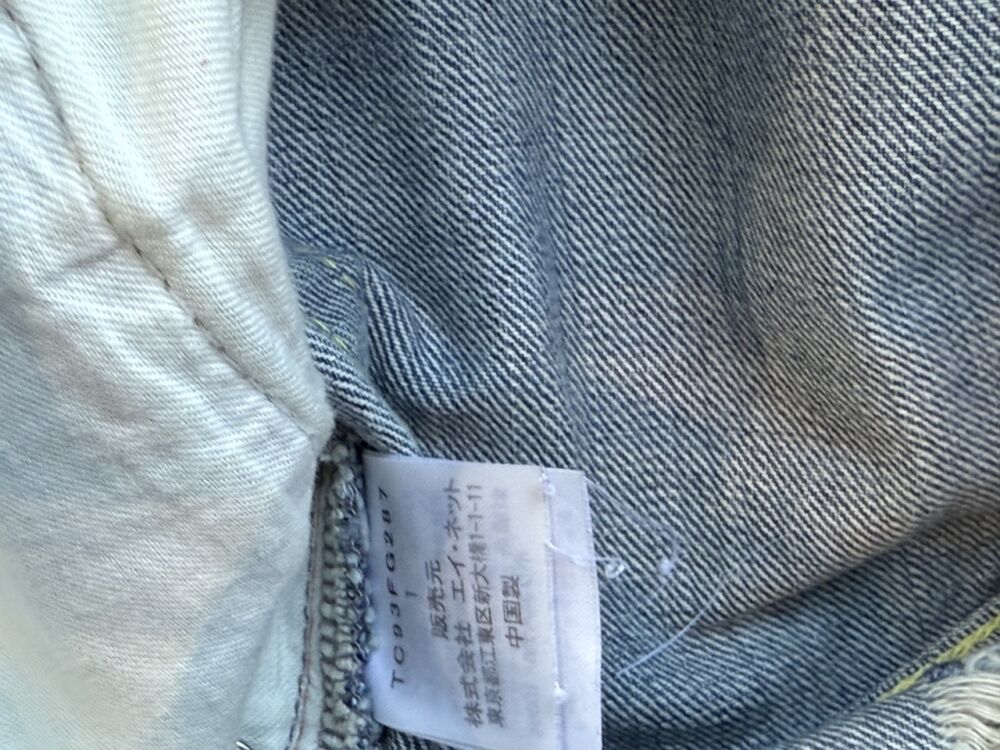 TC93FG287
1
販売元
株式会社 エイ・ネット
東京都江東区新大橋1-1-11
中国製